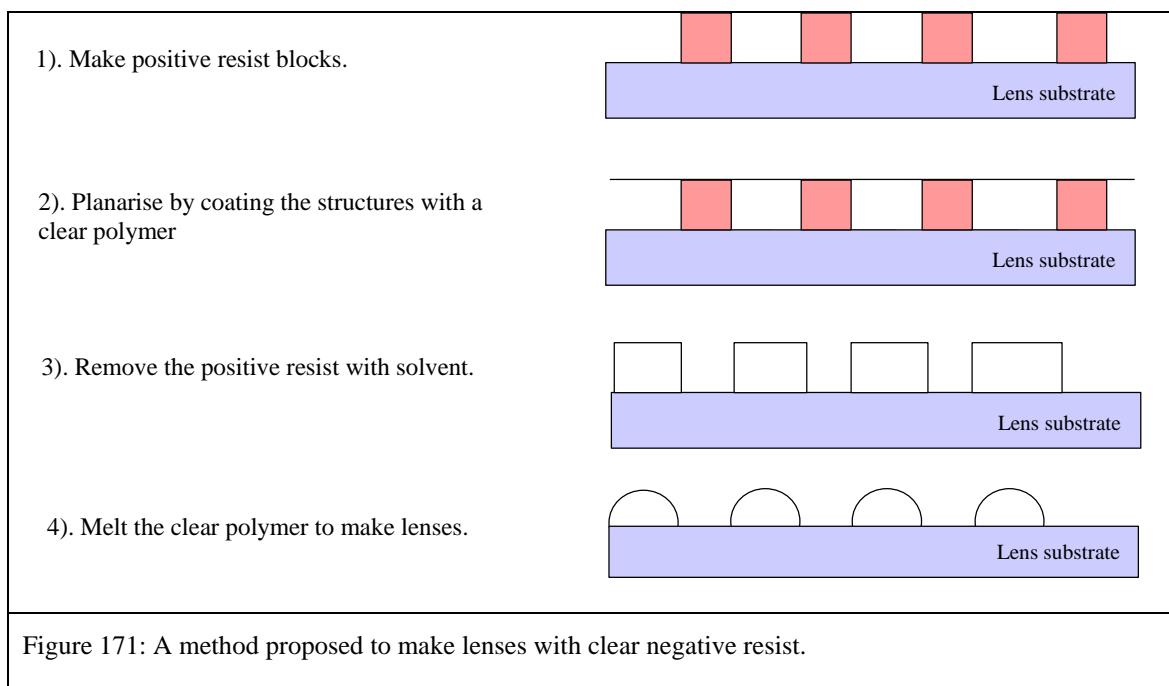 1). Make positive resist blocks.
Lens substrate
2). Planarise by coating the structures with a
clear polymer
Lens substrate
3). Remove the positive resist with solvent.
Lens substrate
4). Melt the clear polymer to make lenses.
Lens substrate
Figure 171: A method proposed to make lenses with clear negative resist.